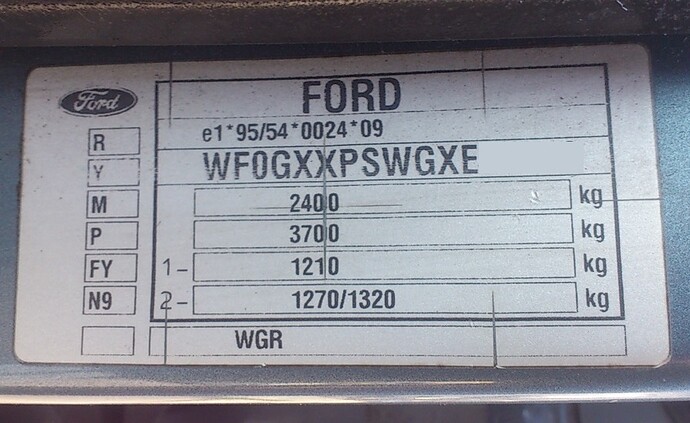 Ford
FORD
R
e1*95/54*0024*09
Y
WF0GXXPSWGXE
M
2400 kg
P
3700 kg
FY
1- 1210 kg
N9
2- 1270/1320 kg
WGR